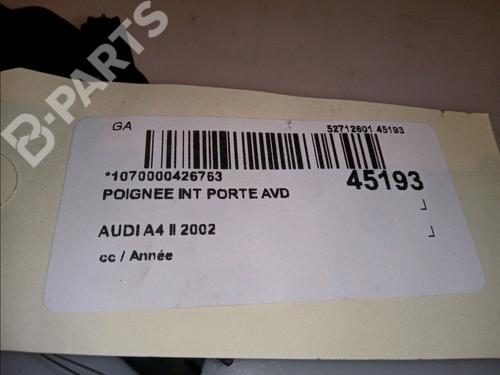 B-PARTS
GA
52712601 45193
*1070000426763
45193
POIGNEE INT PORTE AVD
AUDI A4 II 2002
cc / Année